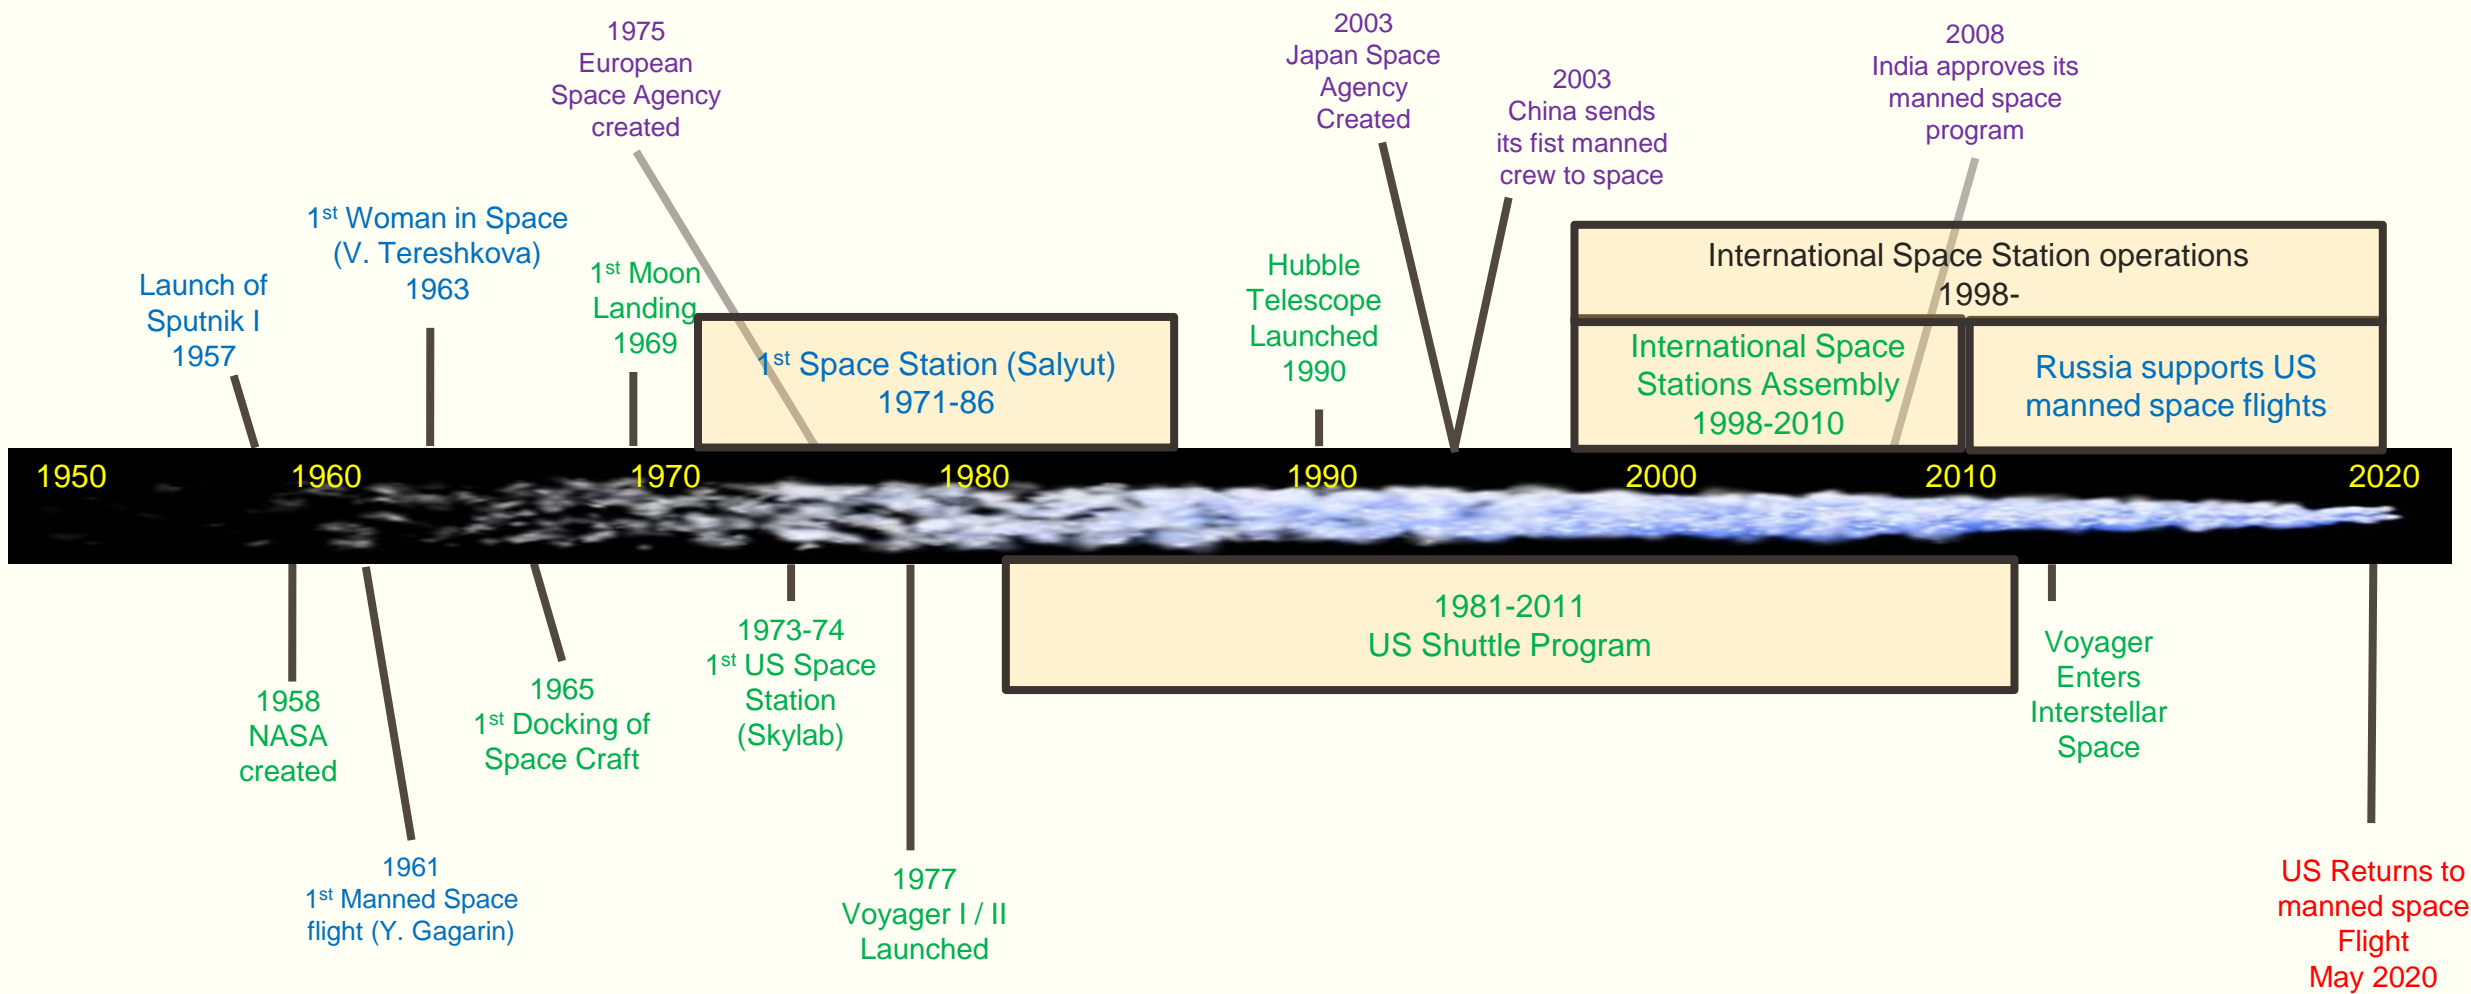 1975
European
Space Agency
created
2003
Japan Space
Agency
Created
2003
China sends
its fist manned
crew to space
2008
India approves its
manned space
program
Launch of
Sputnik I
1957
1st Woman in Space
(V. Tereshkova)
1963
1st Moon
Landing
1969
1st Space Station (Salyut)
1971-86
Hubble
Telescope
Launched
1990
International Space Station operations
1998-
International Space
Stations Assembly
1998-2010
Russia supports US
manned space flights
1950 1960 1970 1980 1990 2000 2010 2020
1958
NASA
created
1961
1st Manned Space
flight (Y. Gagarin)
1965
1st Docking of
Space Craft
1973-74
1st US Space
Station
(Skylab)
1977
Voyager I / II
Launched
1981-2011
US Shuttle Program
Voyager
Enters
Interstellar
Space
US Returns to
manned space
Flight
May 2020